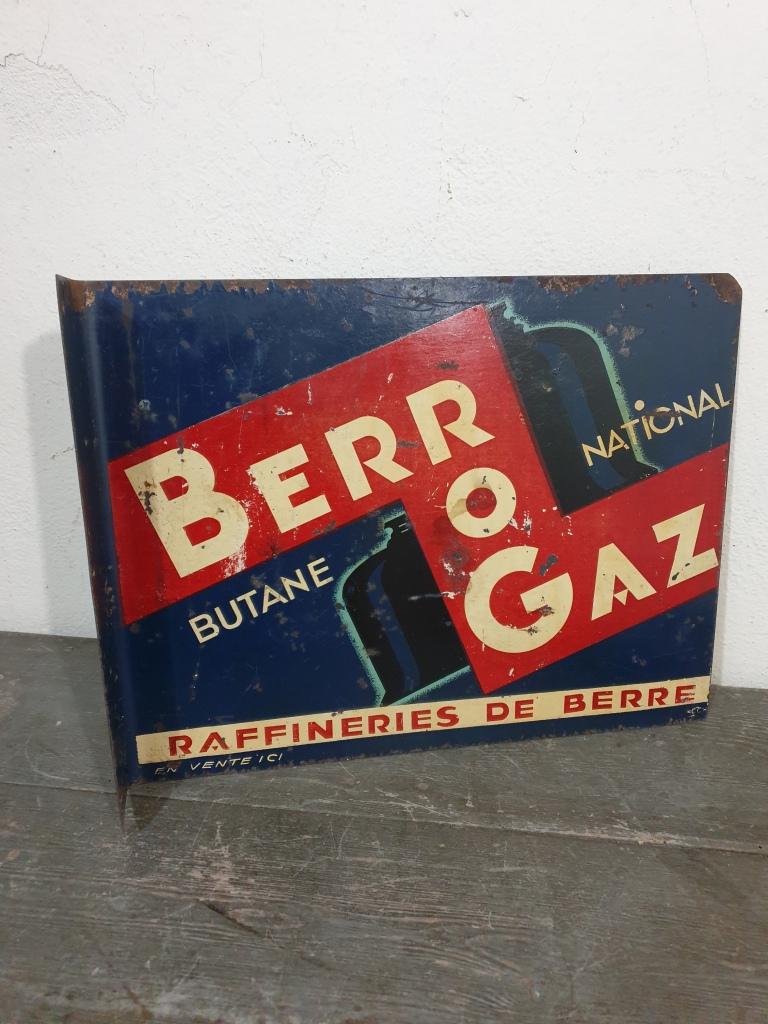 BERR
O
GAZ
NATIONAL
BUTANE
RAFFINERIES DE BERRE
EN VENTE ICI